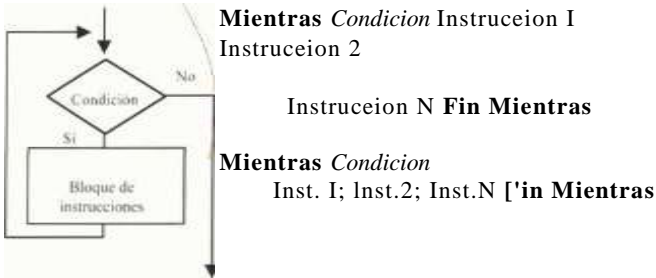 Mientras Condicion Instruceion I
Instruceion 2
No
Condición
Si
Instruceion N Fin Mientras
Mientras Condicion
Inst. I; lnst.2; Inst.N ['in Mientras
Bloque de
instrucciones